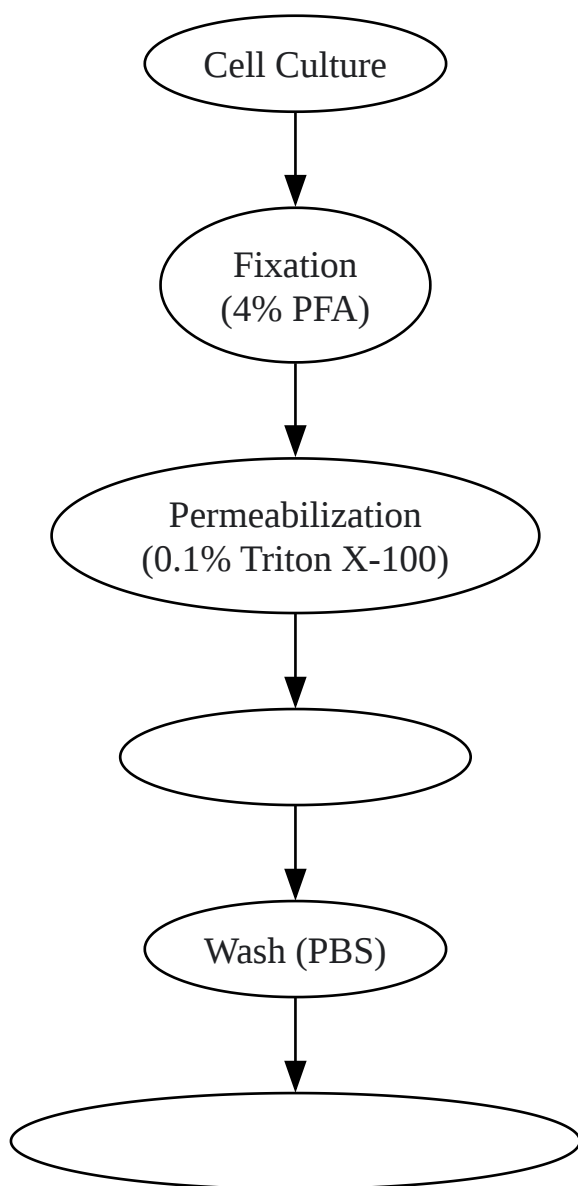 Cell Culture
Fixation
(4% PFA)
Permeabilization
(0.1% Triton X-100)
Wash (PBS)